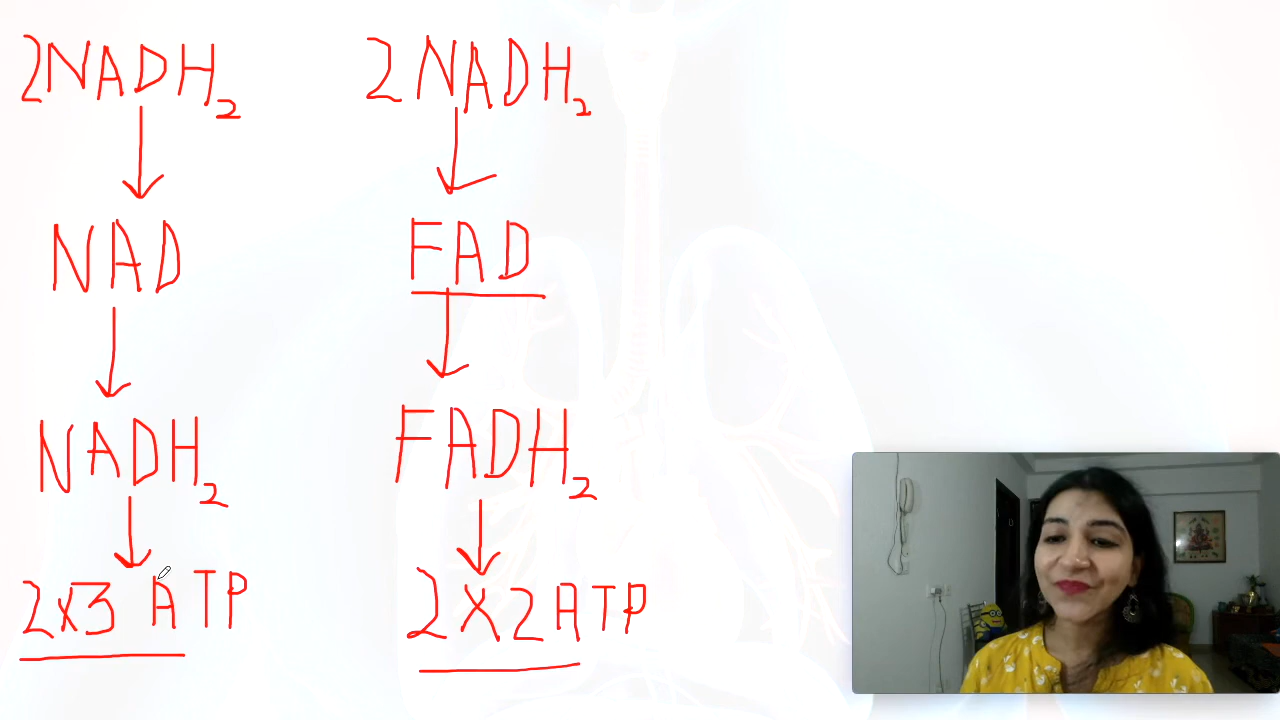 2NADH₂
NAD
NADH₂
2x3 ATP
2NADH₂
FAD
FADH₂
2x2ATP